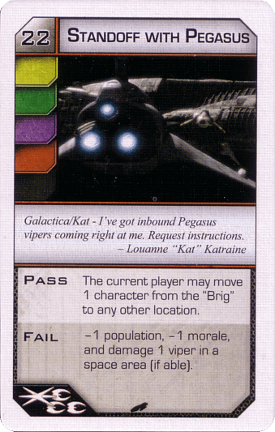 22 STANDOFF WITH PEGASUS
Galactica/Kat - I've got inbound Pegasus
vipers coming right at me. Request instructions.
– Louanne "Kat" Katraine
PASS The current player may move
1 character from the "Brig"
to any other location.
FAIL –1 population, –1 morale,
and damage 1 viper in a
space area (if able).